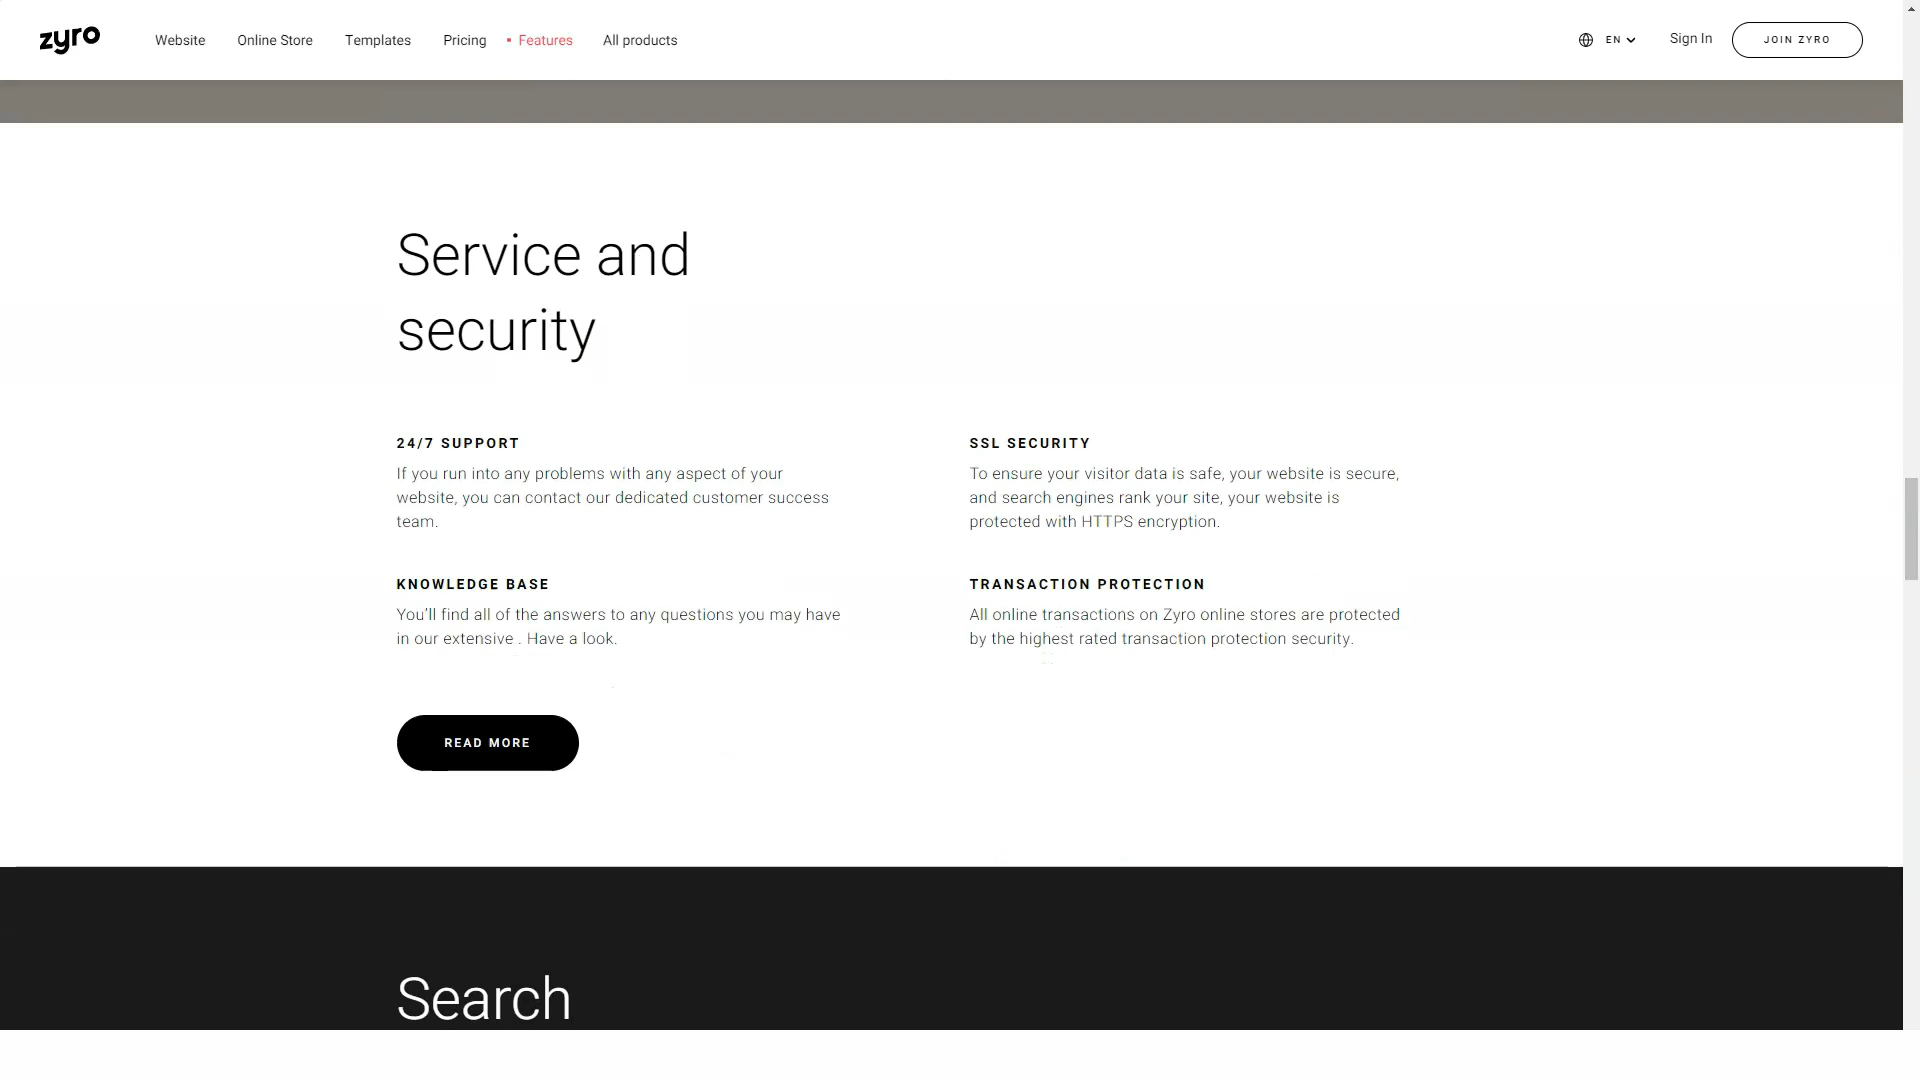 zyro Website Online Store Templates Pricing Features All products EN Sign In JOIN ZYRO
Service and
security
24/7 SUPPORT
If you run into any problems with any aspect of your
website, you can contact our dedicated customer success
team.
SSL SECURITY
To ensure your visitor data is safe, your website is secure,
and search engines rank your site, your website is
protected with HTTPS encryption.
KNOWLEDGE BASE
You'll find all of the answers to any questions you may have
in our extensive . Have a look.
TRANSACTION PROTECTION
All online transactions on Zyro online stores are protected
by the highest rated transaction protection security.
READ MORE
Search